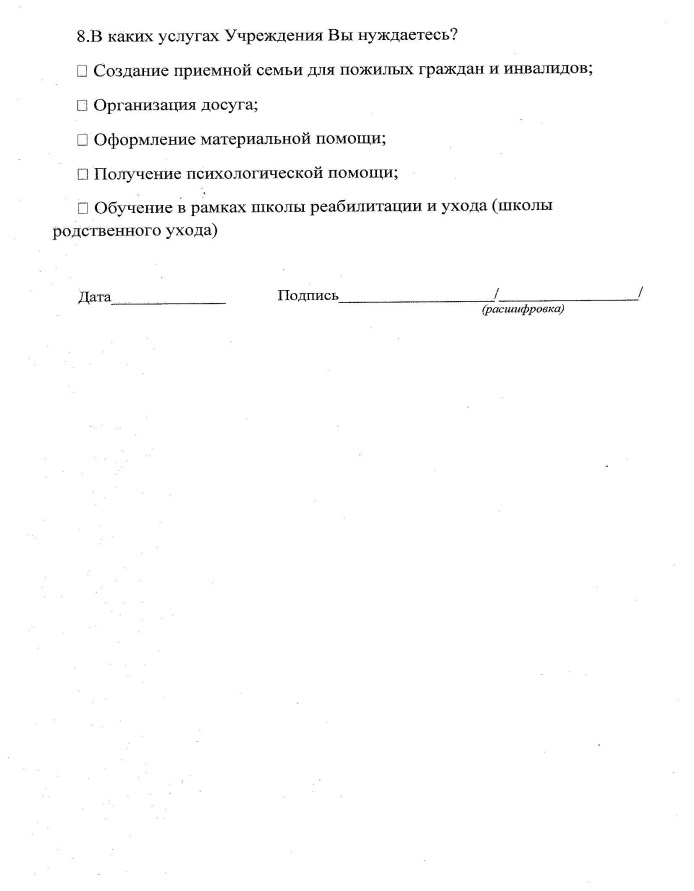 8.В каких услугах Учреждения Вы нуждаетесь?
□ Создание приемной семьи для пожилых граждан и инвалидов;
□ Организация досуга;
□ Оформление материальной помощи;
□ Получение психологической помощи;
□ Обучение в рамках школы реабилитации и ухода (школы
родственного ухода)
Дата_______________ Подпись____________________/__________________/
(расшифровка)